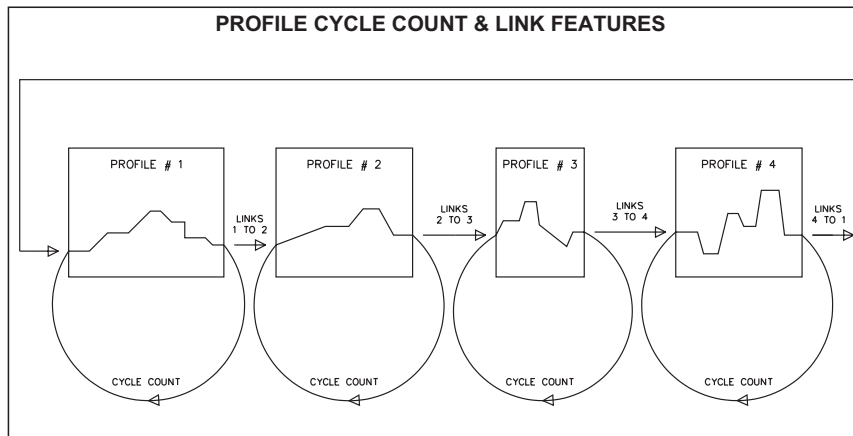 PROFILE CYCLE COUNT & LINK FEATURES
PROFILE # 1
PROFILE # 2
PROFILE # 3
PROFILE # 4
LINKS
1 TO 2
LINKS
2 TO 3
LINKS
3 TO 4
LINKS
4 TO 1
CYCLE COUNT
CYCLE COUNT
CYCLE COUNT
CYCLE COUNT